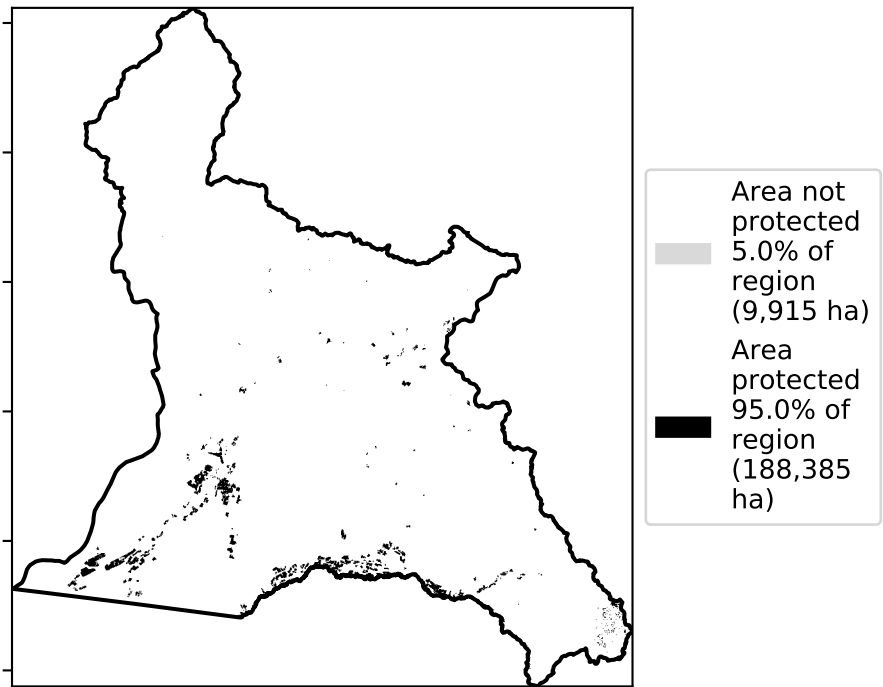 Area not
protected
5.0% of
region
(9,915 ha)
Area
protected
95.0% of
region
(188,385
ha)